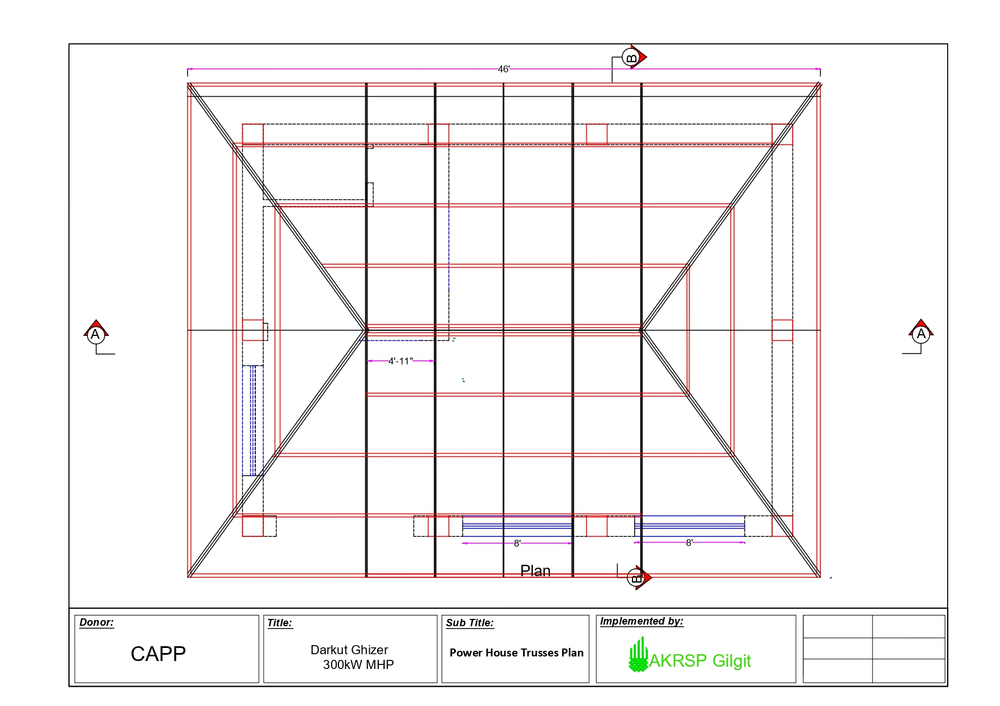 B
46'
A
A
4'-11"
8'
8'
Plan
B
Donor:
CAPP
Title:
Darkut Ghizer
300kW MHP
Sub Title:
Power House Trusses Plan
Implemented by:
AKRSP Gilgit